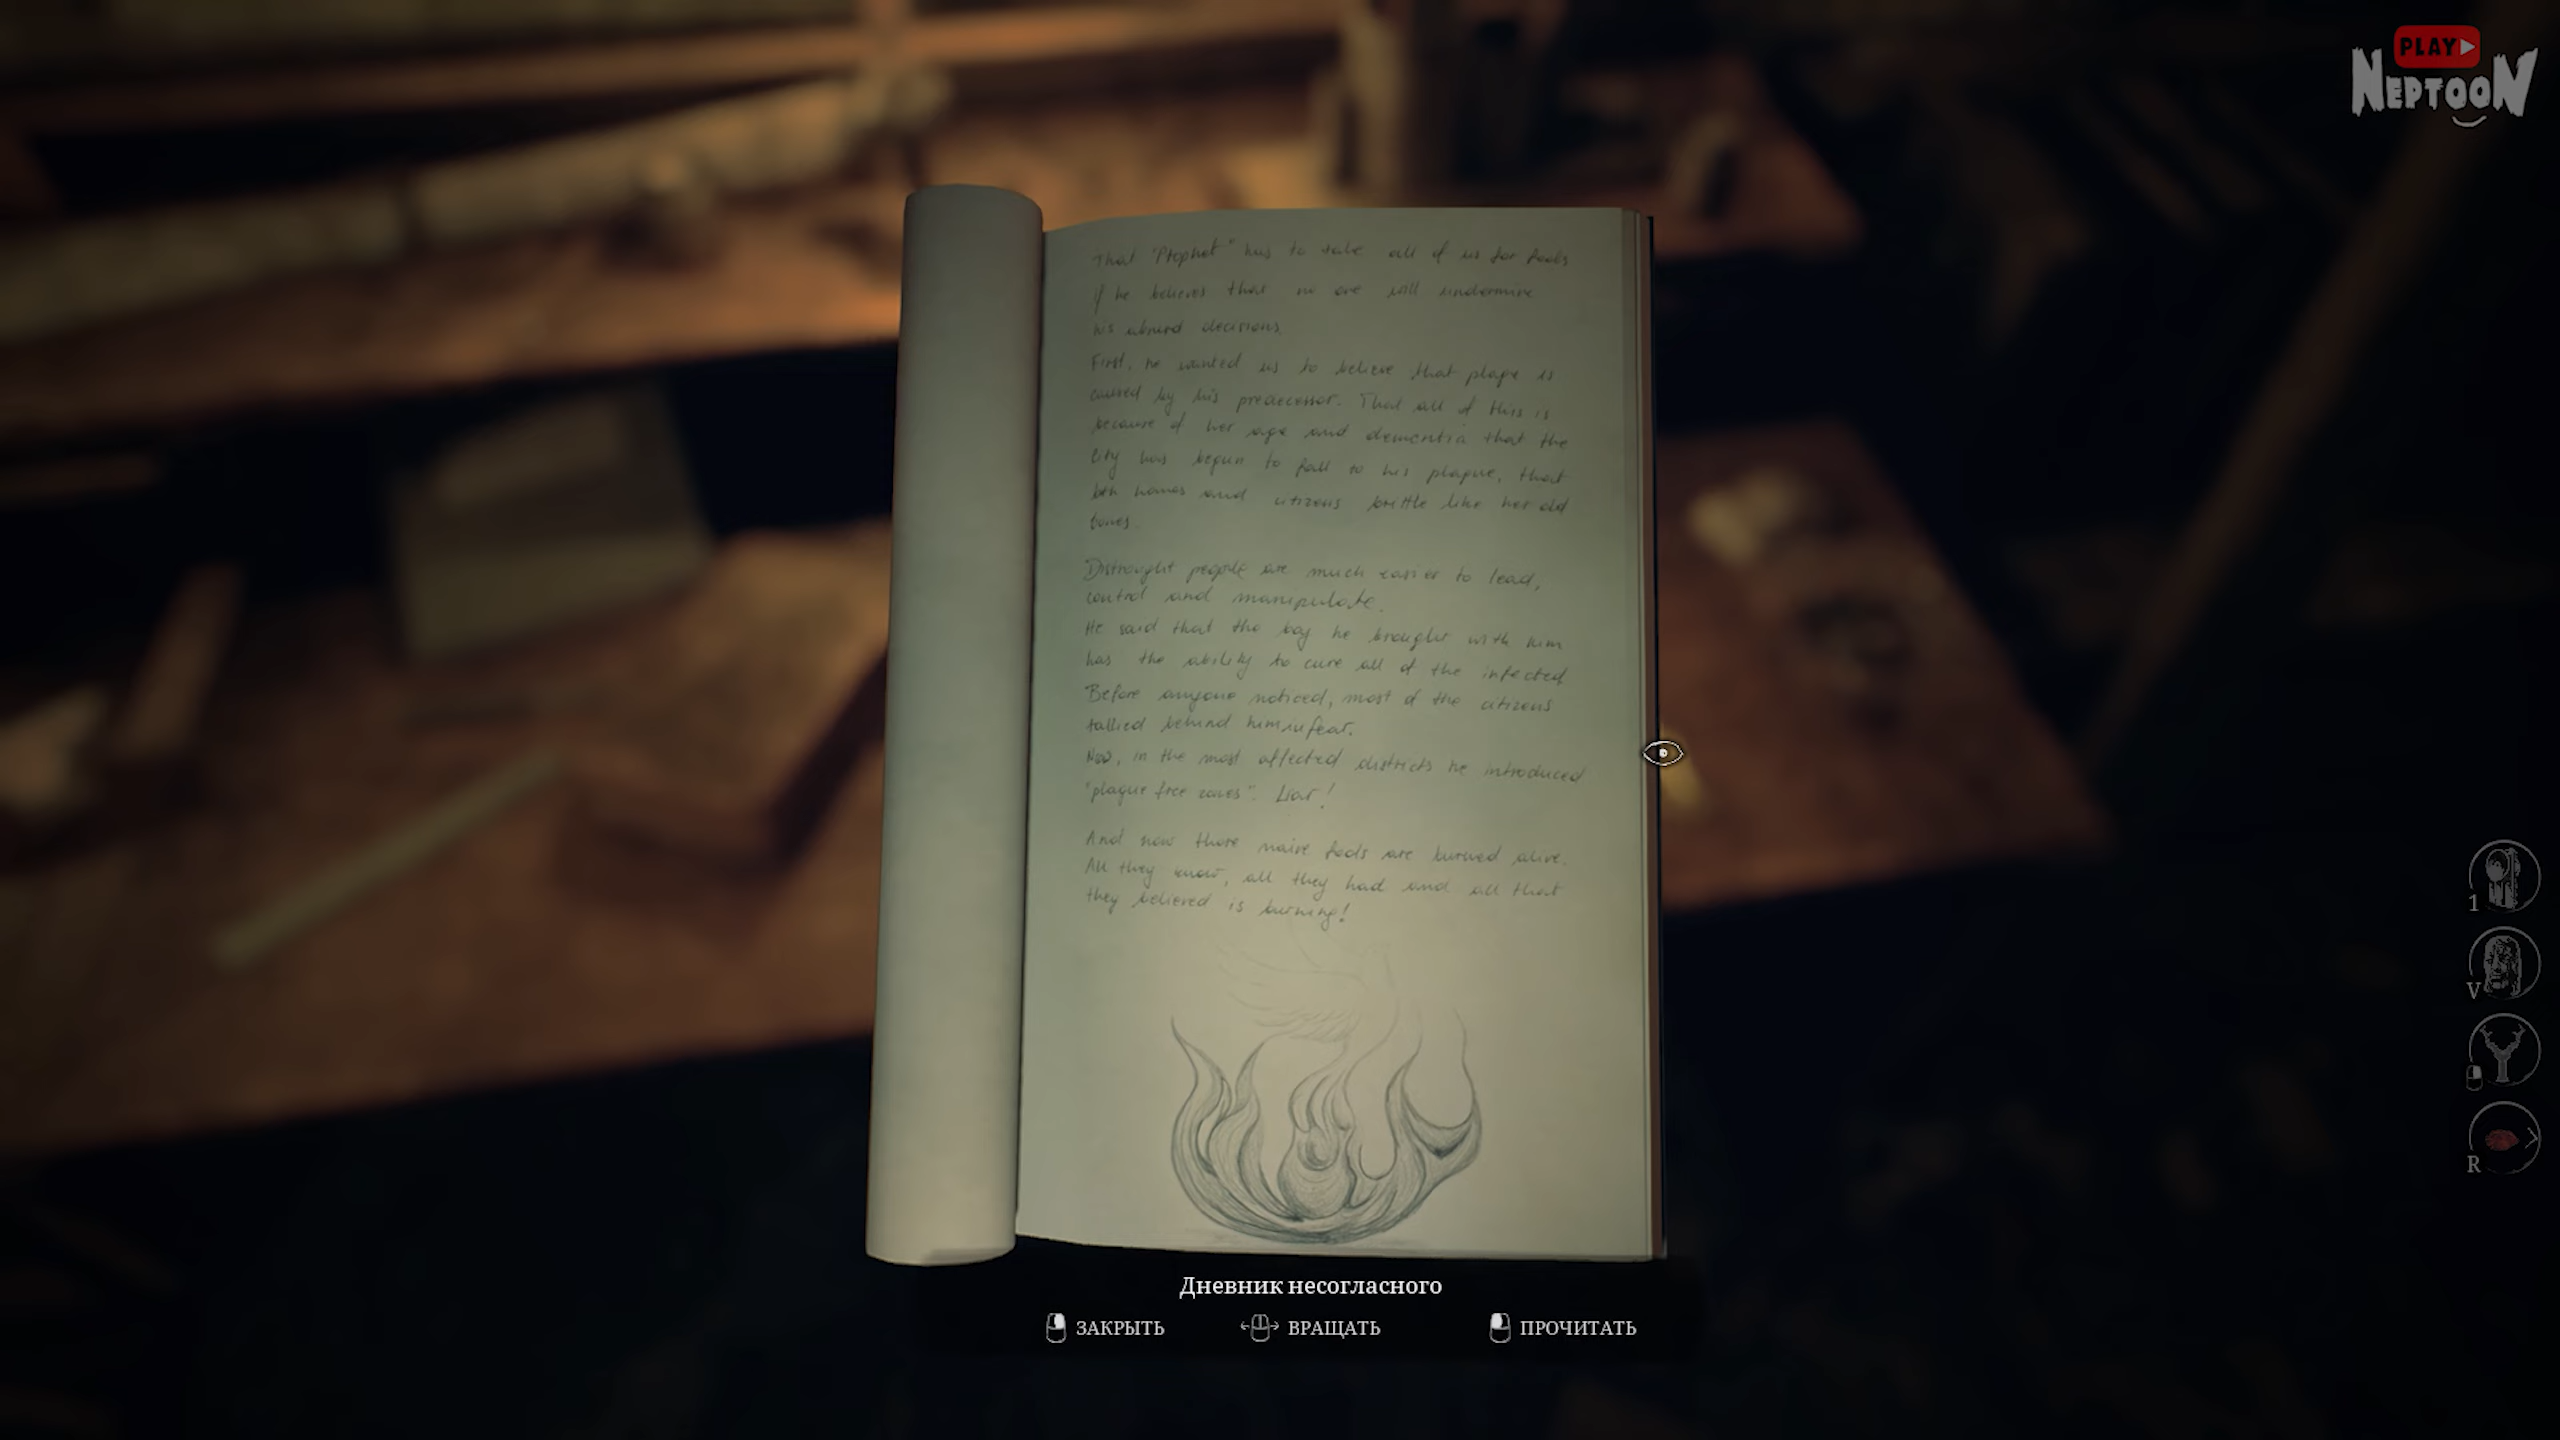 PLAY
NEPTOON
That "Prophet" has to take all of us for fools
if he believes that no one will undermine
his absurd decisions.
First, he wanted us to believe that plage is
caused by his predecessor. That all of this is
because of her age and dementia that the
city has begun to fall to his plague, that
both homes and citizens brittle like her old
bones.
Distraught people are much easier to lead,
control and manipulate.
He said that the boy he brought with him
has the ability to cure all of the infected
Before anyone noticed, most of the citizens
rallied behind him in fear.
Now, in the most affected districts he introduced
"plague free zones". Liar!
And now those naive fools are burned alive.
All they know, all they had and all that
they believed is burning!
1
V
R
Дневник несогласного
ЗАКРЫТЬ ВРАЩАТЬ ПРОЧИТАТЬ